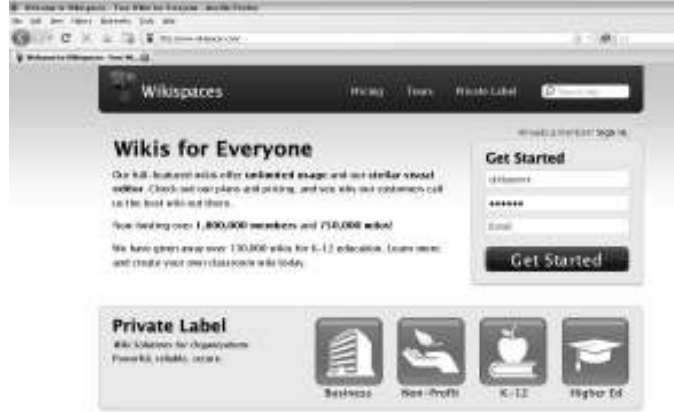 Wikispaces
Pricing Tours Private Label
Already a member? Sign in.
Wikis for Everyone
Our full-featured wikis offer unlimited usage and our stellar visual
editor. Check out our plans and pricing, and see why our customers call
us the best wiki out there.
Now hosting over 1,800,000 members and 750,000 wikis!
We have given away over 130,000 wikis for K-12 education. Learn more
and create your own classroom wiki today.
Get Started
Email
Get Started
Private Label
Wiki Solutions for Organizations
Powerful, reliable, secure.
Business Non-Profit K-12 Higher Ed